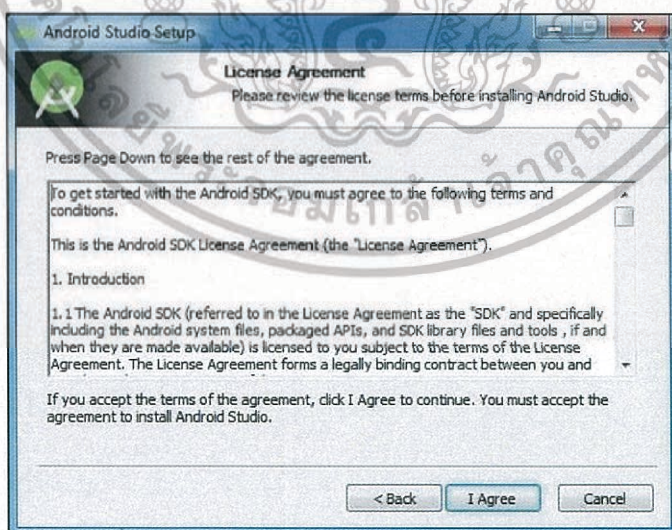 Android Studio Setup
License Agreement
Please review the license terms before installing Android Studio.
Press Page Down to see the rest of the agreement.
To get started with the Android SDK, you must agree to the following terms and
conditions.
This is the Android SDK License Agreement (the "License Agreement").
1. Introduction
1.1 The Android SDK (referred to in the License Agreement as the "SDK" and specifically
including the Android system files, packaged APIs, and SDK library files and tools , if and
when they are made available) is licensed to you subject to the terms of the License
Agreement. The License Agreement forms a legally binding contract between you and
If you accept the terms of the agreement, click I Agree to continue. You must accept the
agreement to install Android Studio.
< Back
I Agree
Cancel